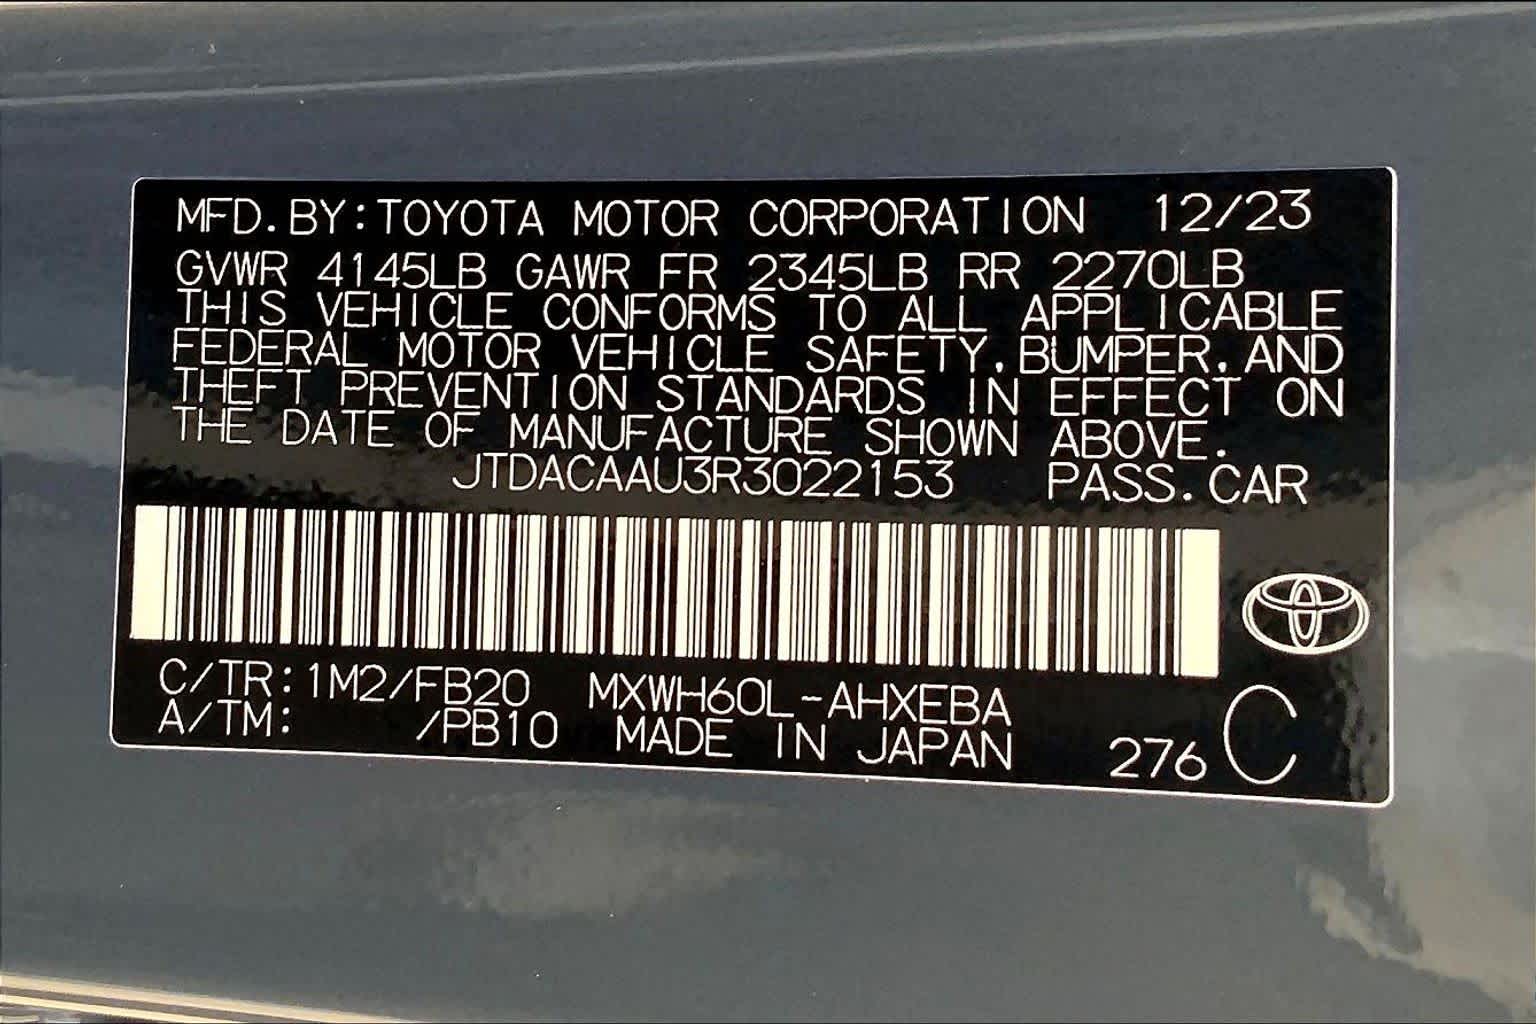 MFD.BY:TOYOTA MOTOR CORPORATION 12/23
GVWR 4145LB GAWR FR 2345LB RR 2270LB
THIS VEHICLE CONFORMS TO ALL APPLICABLE
FEDERAL MOTOR VEHICLE SAFETY,BUMPER,AND
THEFT PREVENTION STANDARDS IN EFFECT ON
THE DATE OF MANUFACTURE SHOWN ABOVE.
JTDACAAU3R3022153 PASS.CAR
C/TR:1M2/FB20 MXWH60L-AHXEBA
A/TM: /PB10 MADE IN JAPAN 276 C